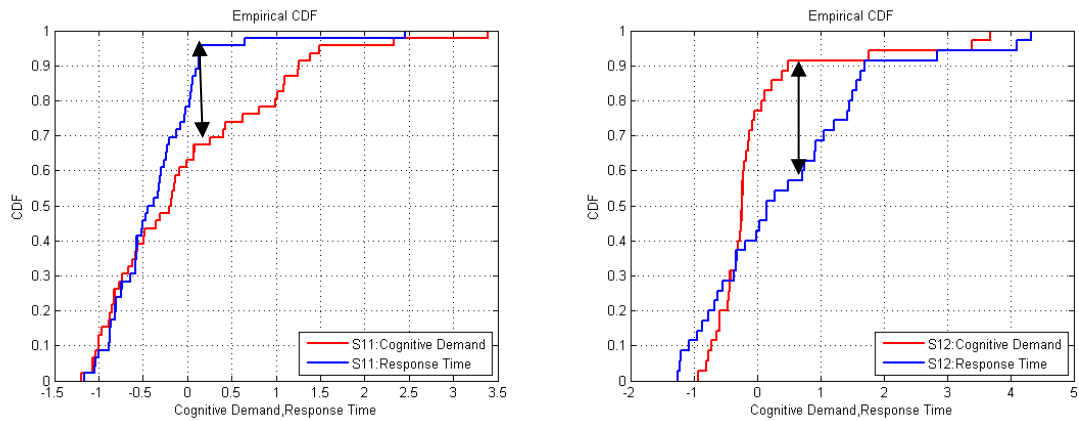 Empirical CDF
1
0.9
0.8
0.7
0.6
0.5
0.4
0.3
0.2
0.1
0
CDF
-1.5 -1 -0.5 0 0.5 1 1.5 2 2.5 3 3.5
Cognitive Demand,Response Time
S11:Cognitive Demand
S11:Response Time
Empirical CDF
1
0.9
0.8
0.7
0.6
0.5
0.4
0.3
0.2
0.1
0
CDF
-2 -1 0 1 2 3 4 5
Cognitive Demand,Response Time
S12:Cognitive Demand
S12:Response Time